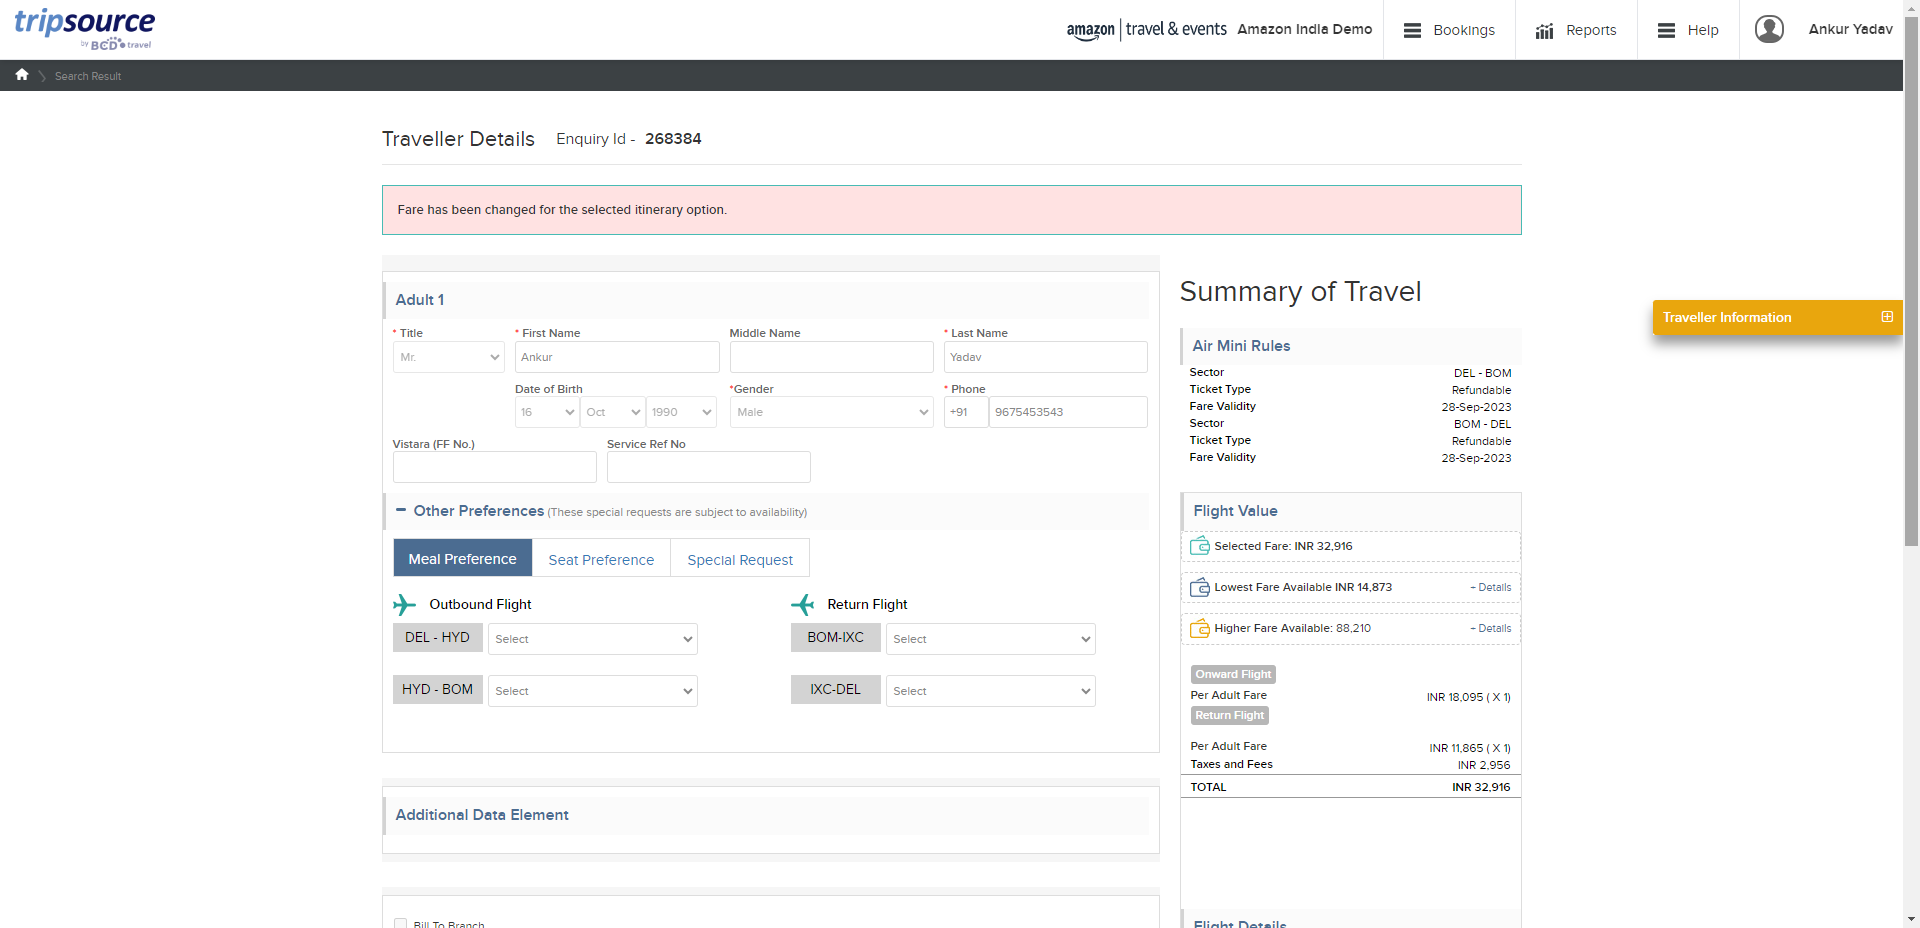 tripsource
by BCD travel
amazon travel & events Amazon India Demo
Bookings
Reports
Help
Ankur Yadav
Search Result
Traveller Details Enquiry Id - 268384
Fare has been changed for the selected itinerary option.
Adult 1
* Title * First Name Middle Name * Last Name
Mr. Ankur Yadav
Date of Birth *Gender * Phone
16 Oct 1990 Male +91 9675453543
Vistara (FF No.) Service Ref No
Other Preferences (These special requests are subject to availability)
Meal Preference Seat Preference Special Request
Outbound Flight Return Flight
DEL - HYD Select BOM-IXC Select
HYD - BOM Select IXC-DEL Select
Additional Data Element
Bill To Branch
Summary of Travel
Air Mini Rules
Sector DEL - BOM
Ticket Type Refundable
Fare Validity 28-Sep-2023
Sector BOM - DEL
Ticket Type Refundable
Fare Validity 28-Sep-2023
Flight Value
Selected Fare: INR 32,916
Lowest Fare Available INR 14,873 + Details
Higher Fare Available: 88,210 + Details
Onward Flight
Per Adult Fare INR 18,095 ( X 1)
Return Flight
Per Adult Fare INR 11,865 ( X 1)
Taxes and Fees INR 2,956
TOTAL INR 32,916
Flight Details
Traveller Information